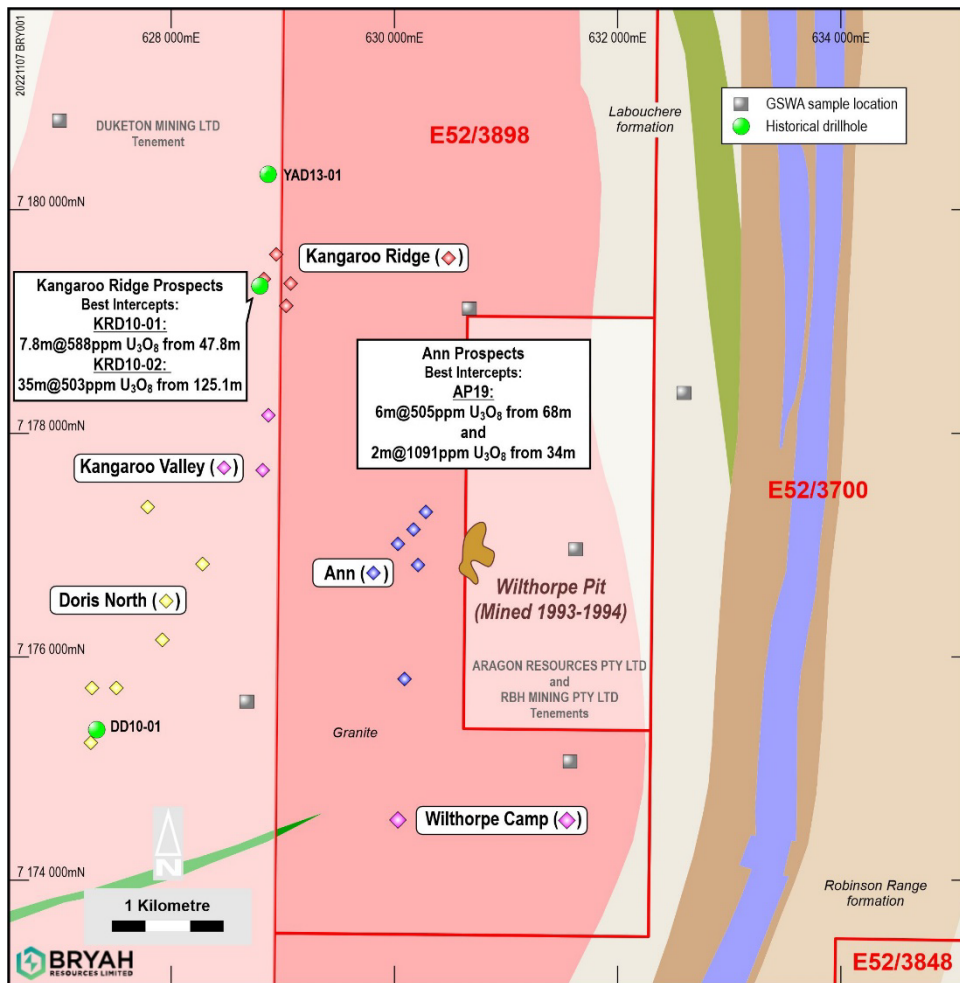 20221107 BRY001
628 000mE
630 000mE
632 000mE
634 000mE
GSWA sample location
Historical drillhole
DUKETON MINING LTD
Tenement
E52/3898
Labouchere
formation
YAD13-01
7 180 000mN
Kangaroo Ridge ( )
Kangaroo Ridge Prospects
Best Intercepts:
KRD10-01:
7.8m@588ppm U₃O₈ from 47.8m
KRD10-02:
35m@503ppm U₃O₈ from 125.1m
Ann Prospects
Best Intercepts:
AP19:
6m@505ppm U₃O₈ from 68m
and
2m@1091ppm U₃O₈ from 34m
7 178 000mN
Kangaroo Valley ( )
E52/3700
Ann ( )
Wilthorpe Pit
(Mined 1993-1994)
Doris North ( )
7 176 000mN
ARAGON RESOURCES PTY LTD
and
RBH MINING PTY LTD
Tenements
DD10-01
Granite
Wilthorpe Camp ( )
N
7 174 000mN
Robinson Range
formation
1 Kilometre
BRYAH
RESOURCES LIMITED
E52/3848